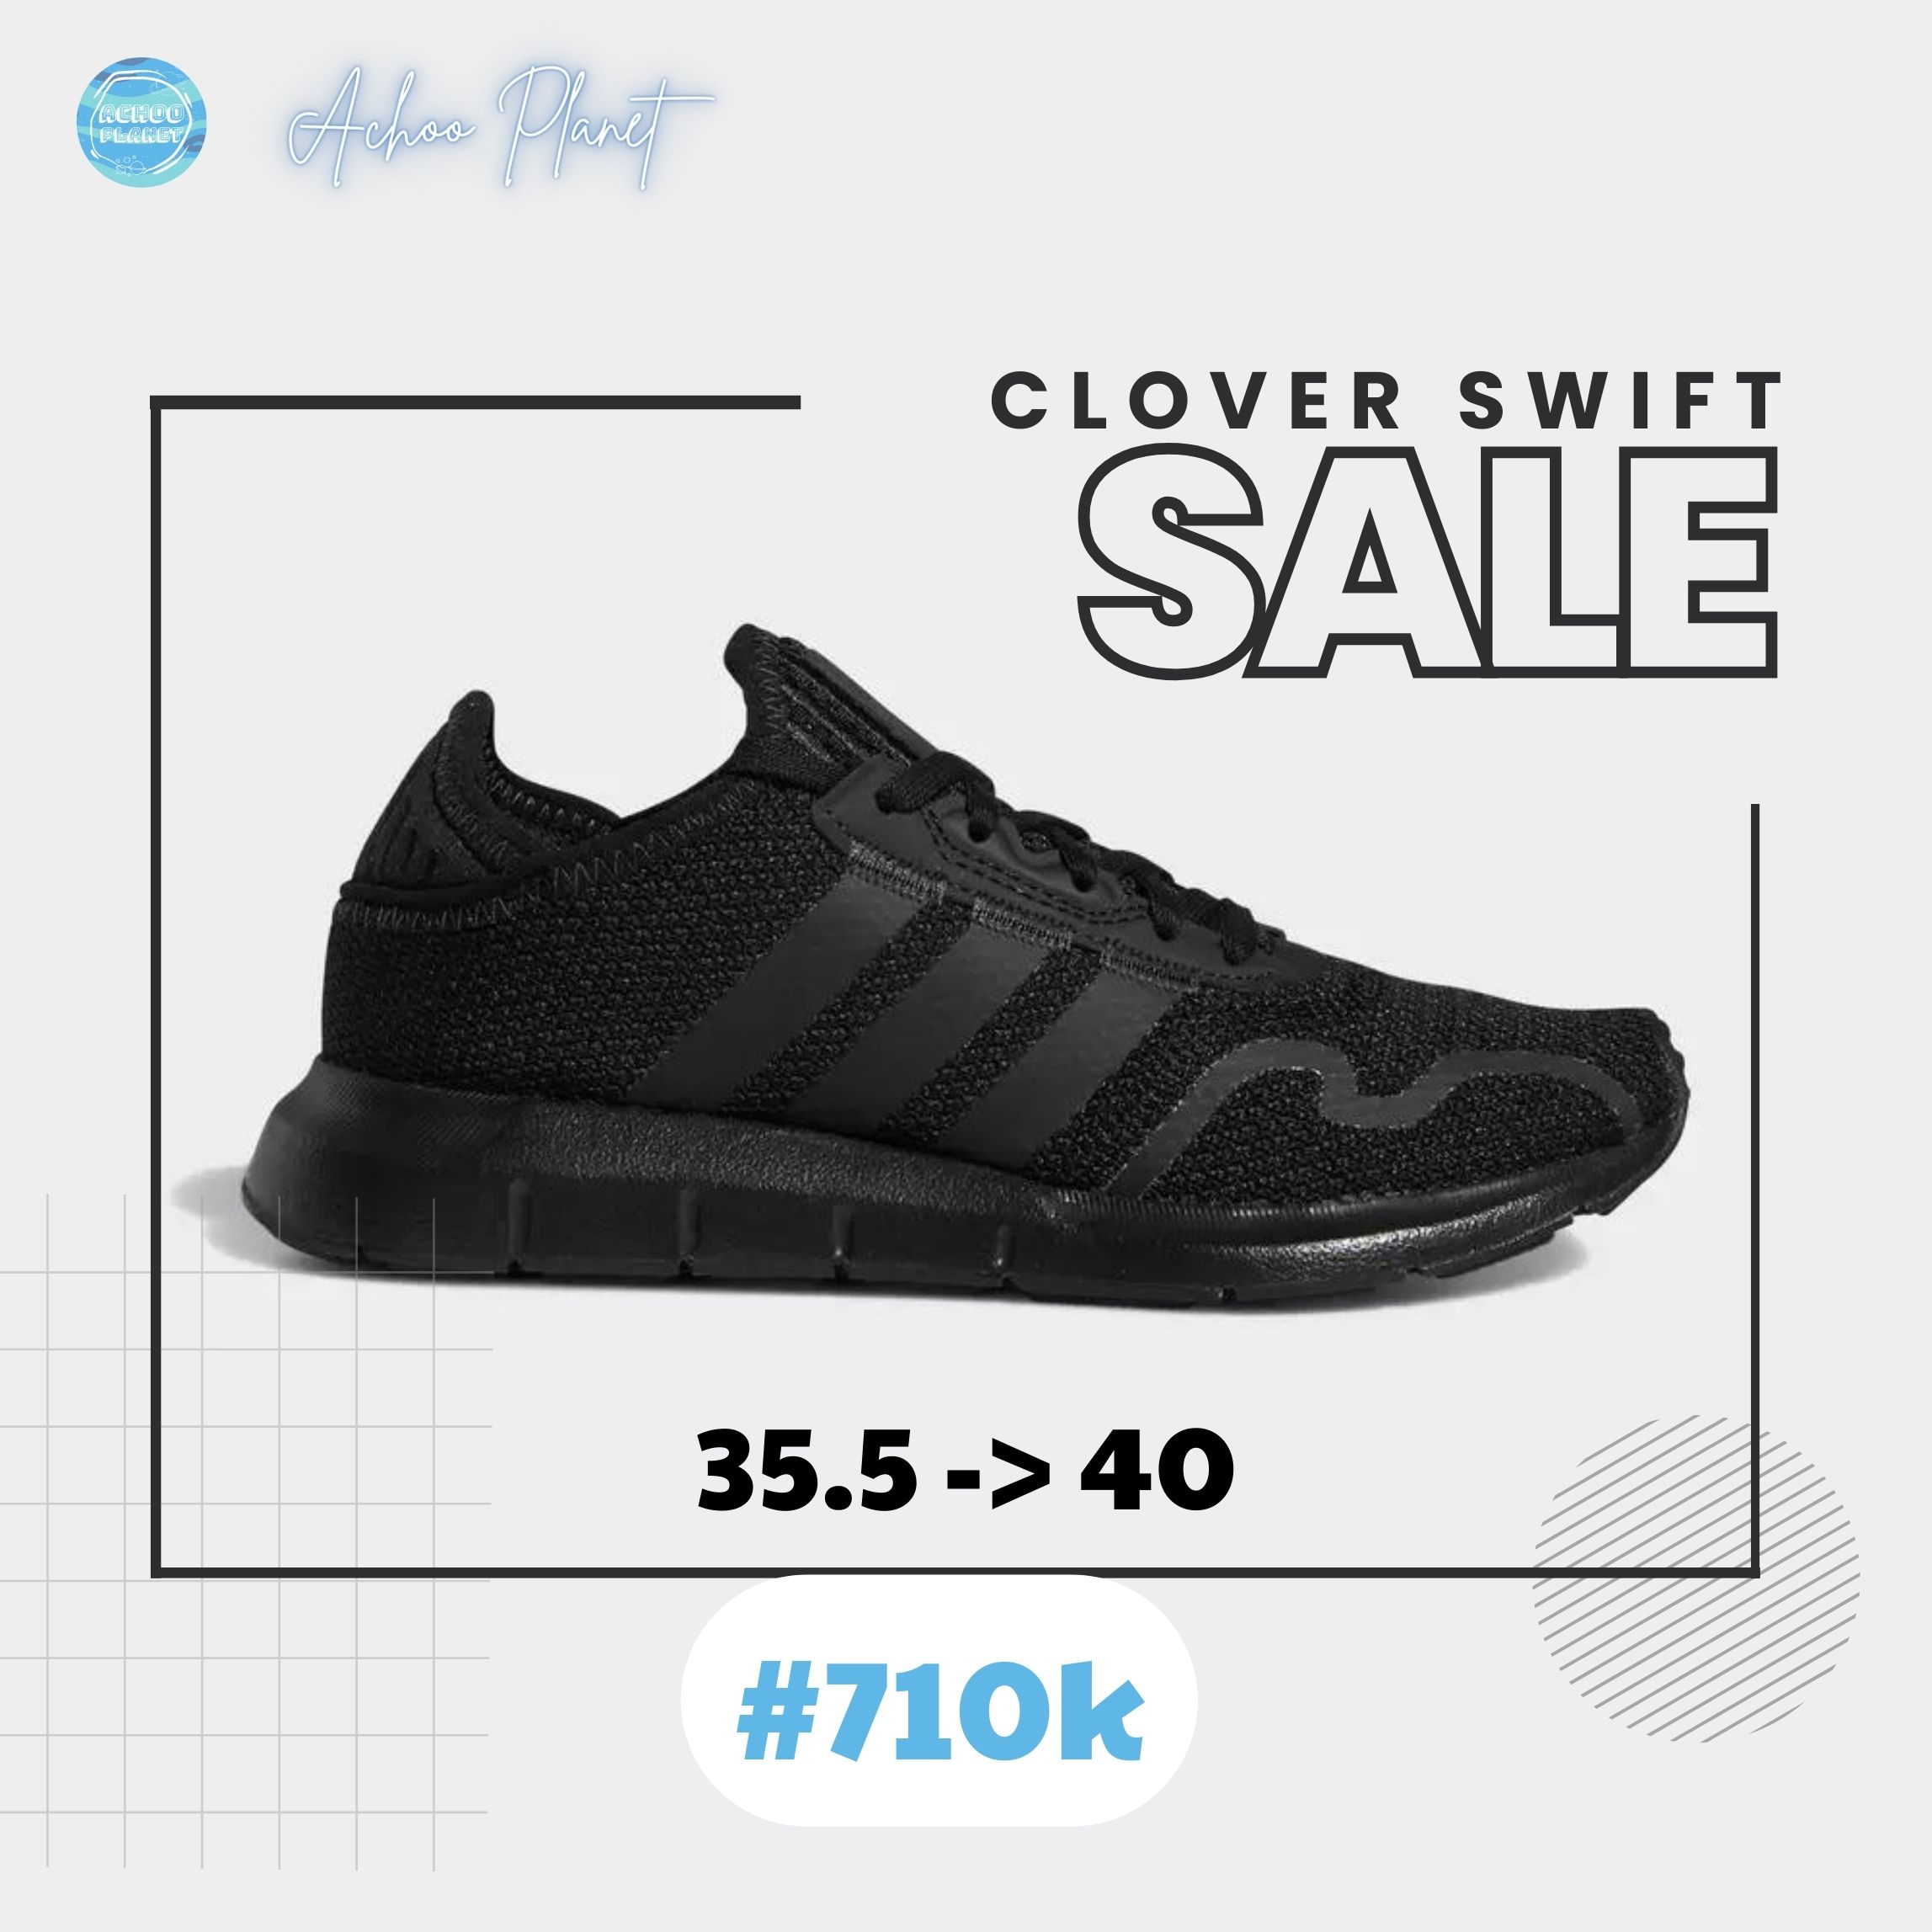 ACHOO
PLANET
Achoo Planet
CLOVER SWIFT
SALE
35.5 -> 40
#710k